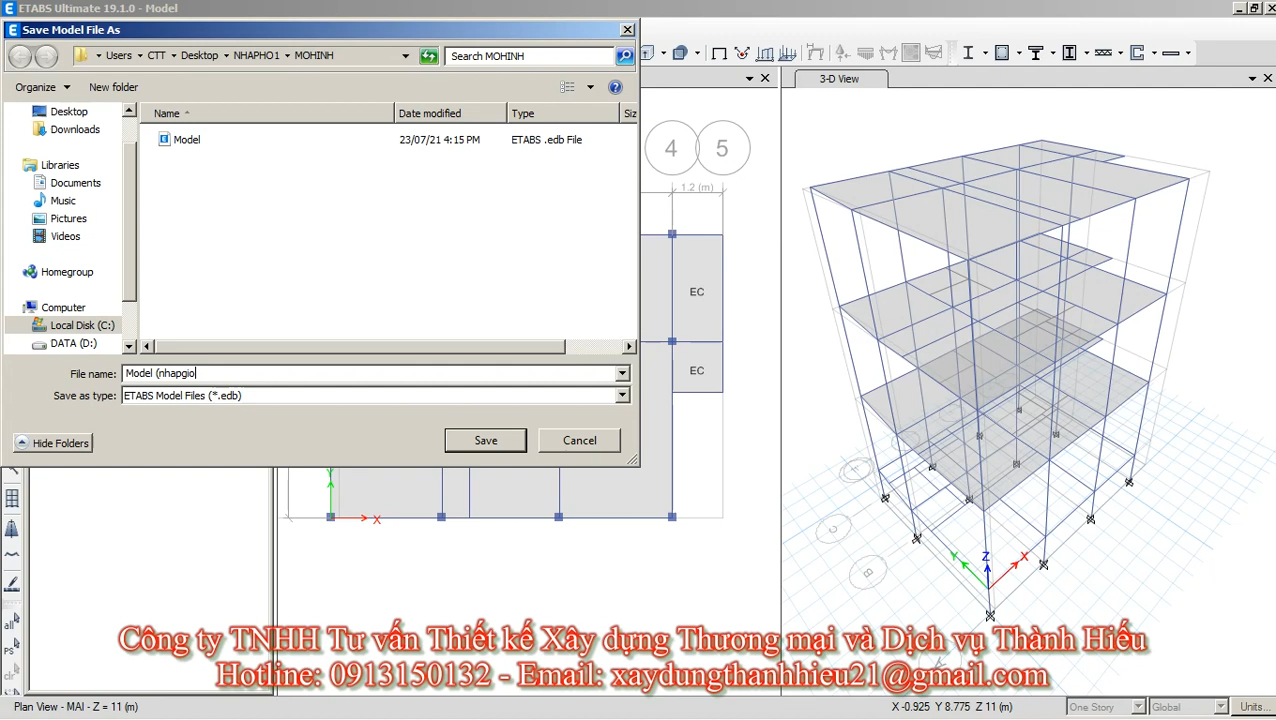 ETABS Ultimate 19.1.0 - Model
Save Model File As
Users ▸ CTT ▸ Desktop ▸ NHAPHO1 ▸ MOHINH
Search MOHINH
Organize
New folder
Name
Date modified
Type
Siz
Model
23/07/21 4:15 PM
ETABS .edb File
Desktop
Downloads
Libraries
Documents
Music
Pictures
Videos
Homegroup
Computer
Local Disk (C:)
DATA (D:)
File name:
Model (nhapgio
Save as type:
ETABS Model Files (*.edb)
Hide Folders
Save
Cancel
all
PS
clr
4
5
1.2 (m)
EC
EC
Y
X
3-D View
C
B
Y
Z
X
Công ty TNHH Tư vấn Thiết kế Xây dựng Thương mại và Dịch vụ Thành Hiếu
Hotline: 0913150132 - Email: xaydungthanhhieu21@gmail.com
Plan View - MAI - Z = 11 (m)
X -0.925 Y 8.775 Z 11 (m)
One Story
Global
Units...